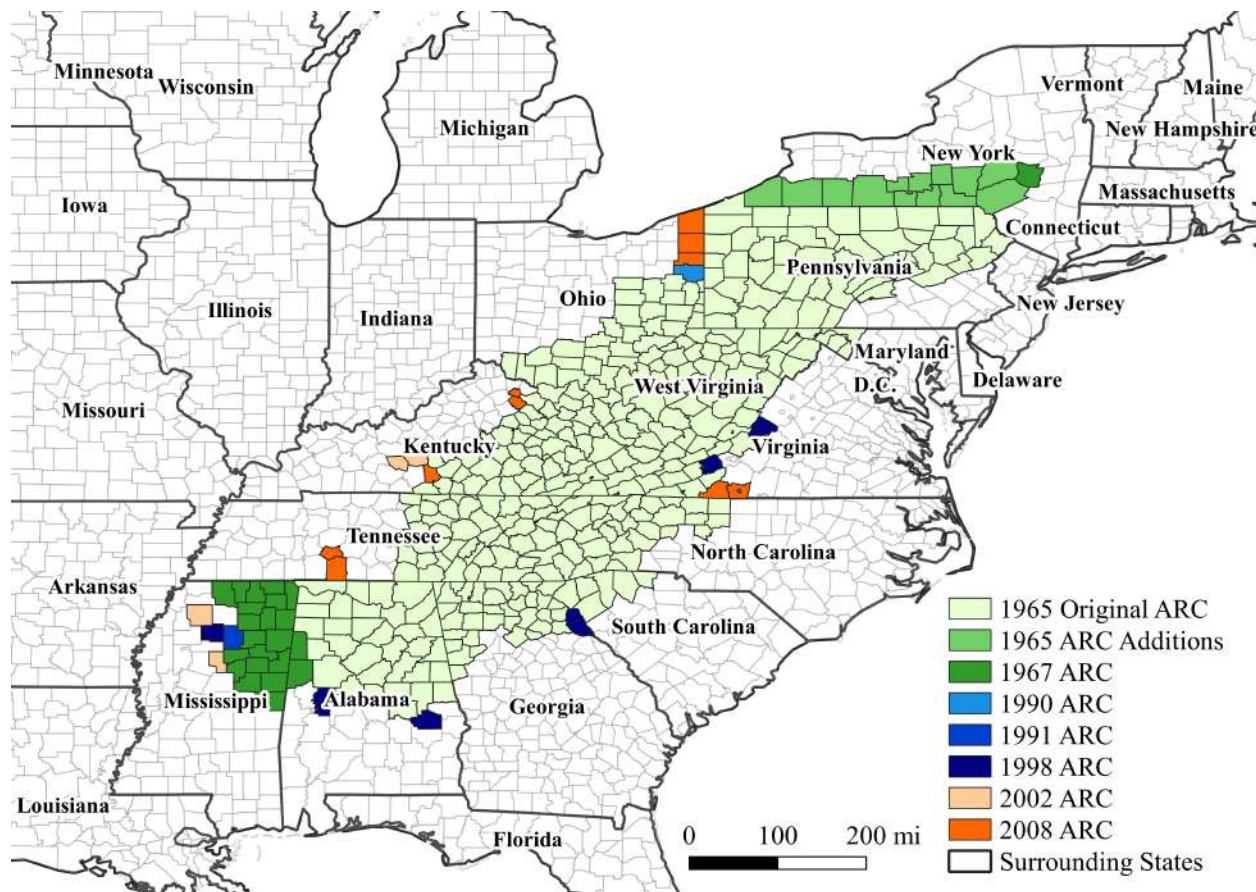 Minnesota
Wisconsin
Michigan
Vermont
Maine
New Hampshire
New York
Massachusetts
Iowa
Connecticut
Pennsylvania
Ohio
New Jersey
Illinois
Indiana
Maryland
D.C.
Delaware
West Virginia
Missouri
Kentucky
Virginia
Tennessee
North Carolina
Arkansas
South Carolina
Mississippi
Alabama
Georgia
Louisiana
Florida
1965 Original ARC
1965 ARC Additions
1967 ARC
1990 ARC
1991 ARC
1998 ARC
2002 ARC
2008 ARC
Surrounding States
0 100 200 mi